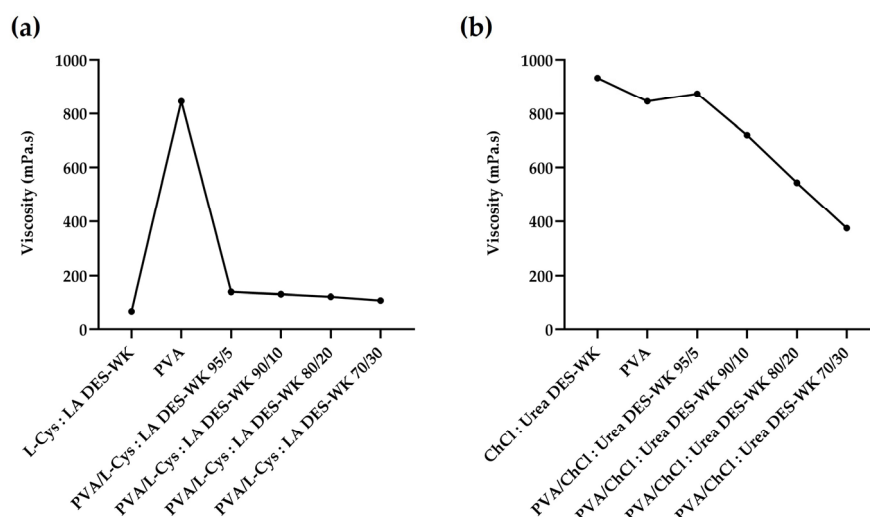 (a)
Viscosity (mPa.s)
1000
800
600
400
200
0
L-Cys : LA DES-WK
PVA
PVA/L-Cys : LA DES-WK 95/5
PVA/L-Cys : LA DES-WK 90/10
PVA/L-Cys : LA DES-WK 80/20
PVA/L-Cys : LA DES-WK 70/30
(b)
Viscosity (mPa.s)
1000
800
600
400
200
0
ChCl : Urea DES-WK
PVA
PVA/ChCl : Urea DES-WK 95/5
PVA/ChCl : Urea DES-WK 90/10
PVA/ChCl : Urea DES-WK 80/20
PVA/ChCl : Urea DES-WK 70/30